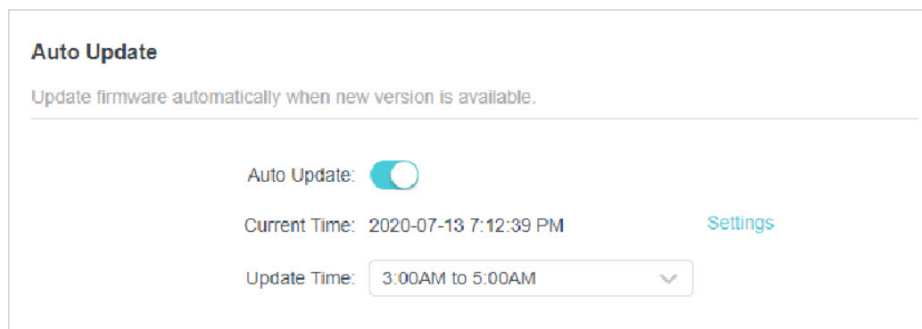 Auto Update
Update firmware automatically when new version is available.
Auto Update:
Current Time: 2020-07-13 7:12:39 PM Settings
Update Time: 3:00AM to 5:00AM